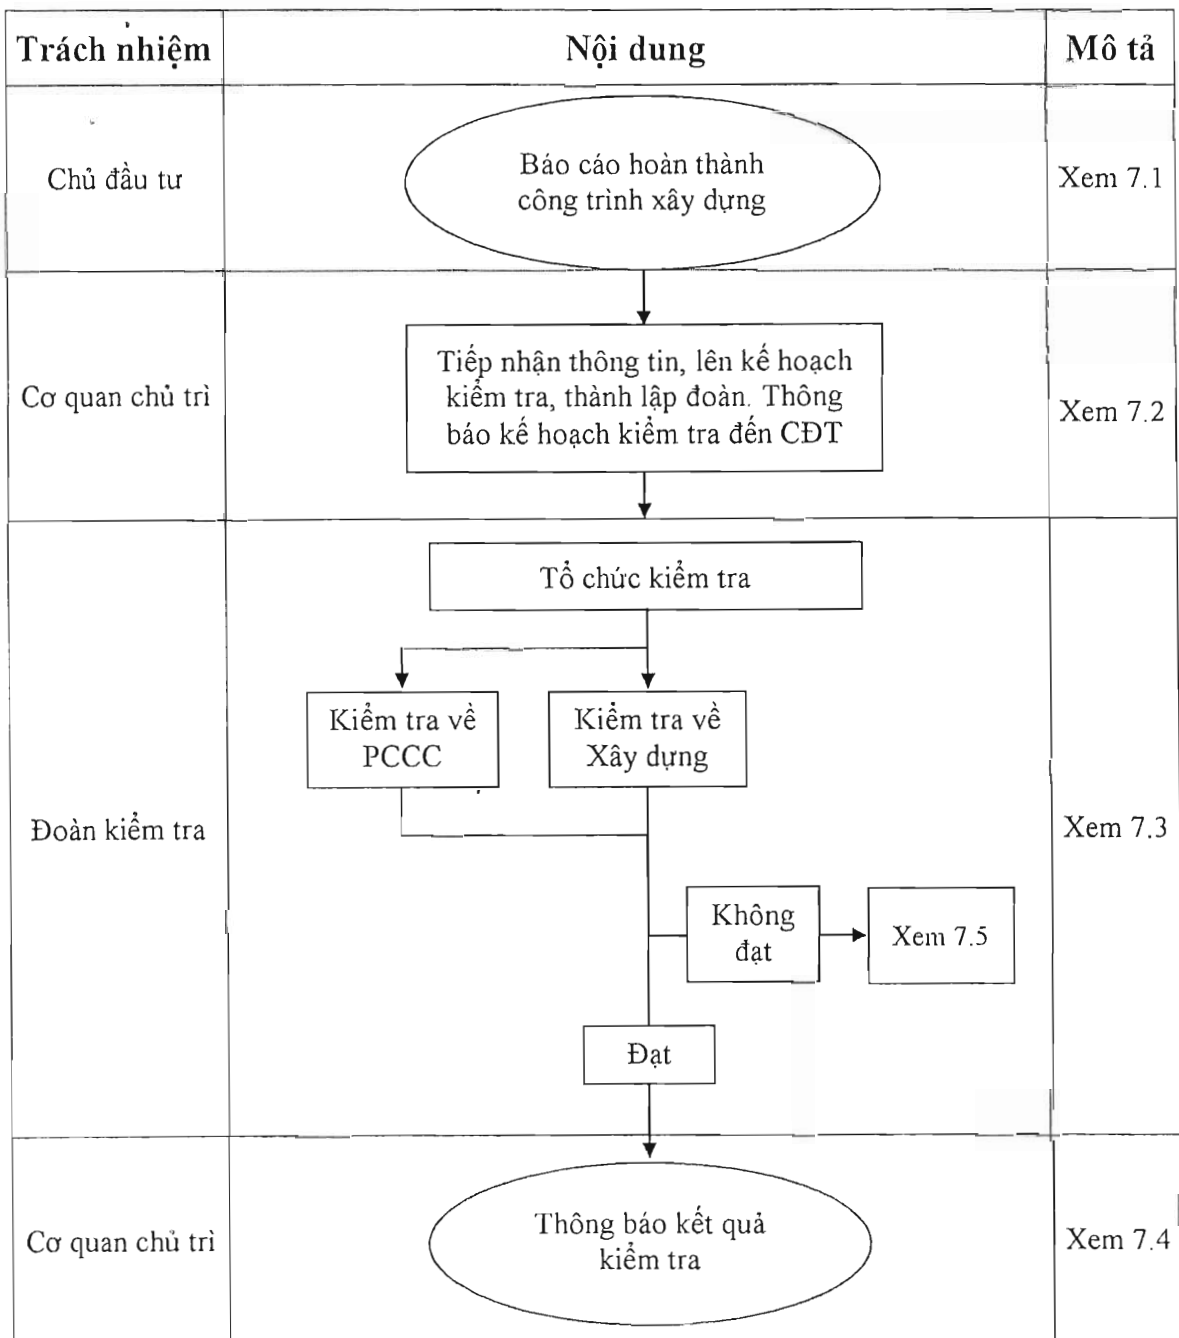 Trách nhiệm
Nội dung
Mô tả
Chủ đầu tư
Báo cáo hoàn thành
công trình xây dựng
Xem 7.1
Cơ quan chủ trì
Tiếp nhận thông tin, lên kế hoạch
kiểm tra, thành lập đoàn. Thông
báo kế hoạch kiểm tra đến CĐT
Xem 7.2
Đoàn kiểm tra
Tổ chức kiểm tra
Kiểm tra về
PCCC
Kiểm tra về
Xây dựng
Không
đạt
Xem 7.5
Đạt
Xem 7.3
Cơ quan chủ trì
Thông báo kết quả
kiểm tra
Xem 7.4